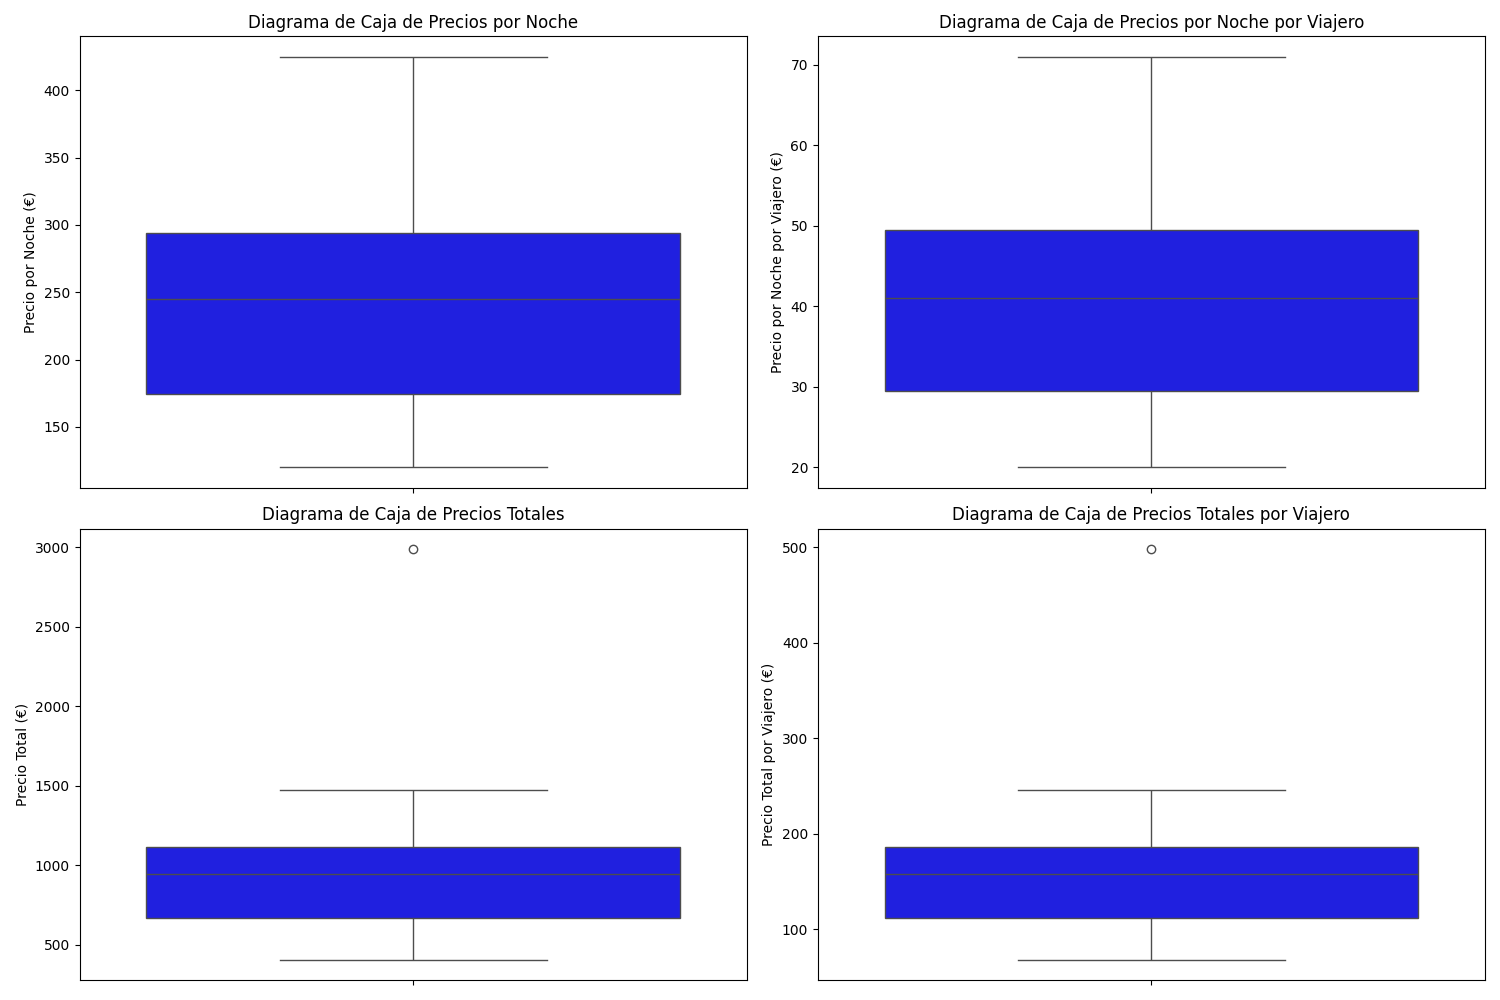 Diagrama de Caja de Precios por Noche
Precio por Noche (€)
400
350
300
250
200
150
Diagrama de Caja de Precios por Noche por Viajero
Precio por Noche por Viajero (€)
70
60
50
40
30
20
Diagrama de Caja de Precios Totales
Precio Total (€)
3000
2500
2000
1500
1000
500
Diagrama de Caja de Precios Totales por Viajero
Precio Total por Viajero (€)
500
400
300
200
100